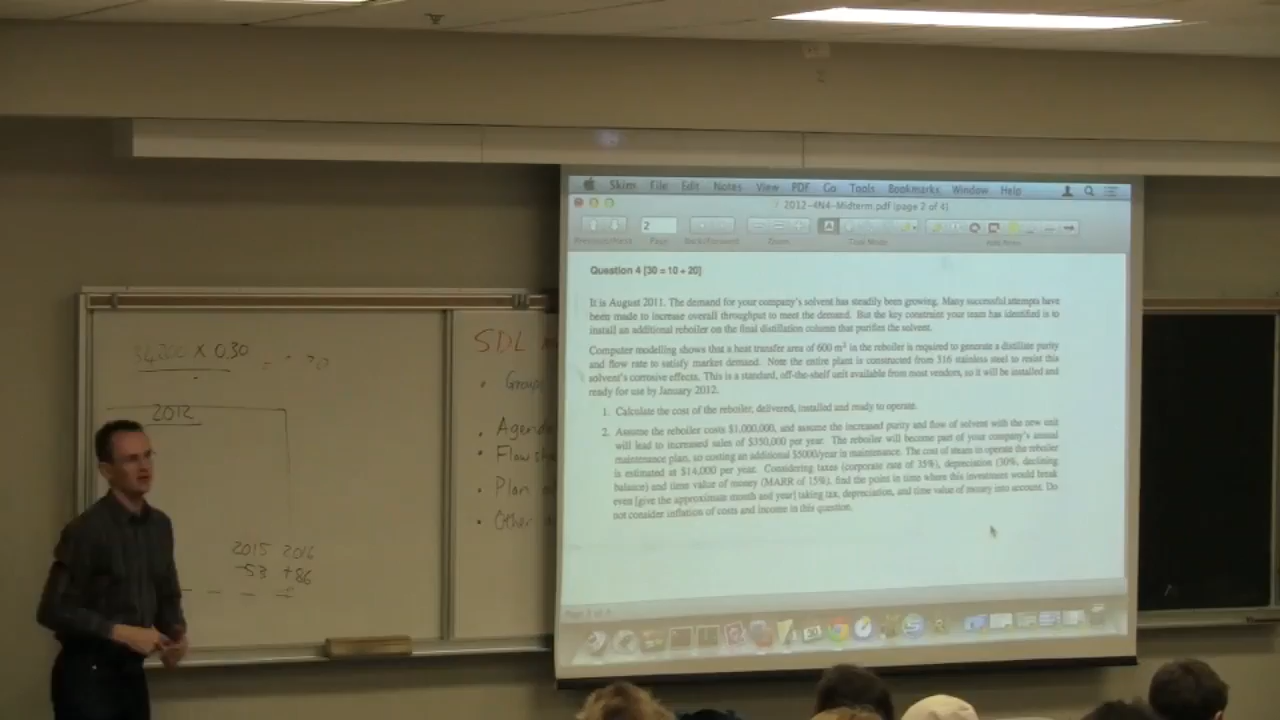 Skim File Edit Notes View PDF Go Tools Bookmarks Window Help
2012-4N4-Midterm.pdf (page 2 of 4)
2
Previous/Next Page Back/Forward Zoom Tool Mode
Question 4 [30 = 10 + 20]
It is August 2011. The demand for your company's solvent has steadily been growing. Many successful attempts have
been made to increase overall throughput to meet the demand. But the key constraint your team has identified is to
install an additional reboiler on the final distillation column that purifies the solvent.
Computer modelling shows that a heat transfer area of 600 m² in the reboiler is required to generate a distillate purity
and flow rate to satisfy market demand. Note the entire plant is constructed from 316 stainless steel to resist this
solvent's corrosive effects. This is a standard, off-the-shelf unit available from most vendors, so it will be installed and
ready for use by January 2012.
1. Calculate the cost of the reboiler, delivered, installed and ready to operate.
2. Assume the reboiler costs $1,000,000, and assume the increased purity and flow of solvent with the new unit
will lead to increased sales of $350,000 per year. The reboiler will become part of your company's annual
maintenance plan, so costing an additional $5000/year in maintenance. The cost of steam to operate the reboiler
is estimated at $14,000 per year. Considering taxes (corporate rate of 35%), depreciation (30%, declining
balance) and time value of money (MARR of 15%), find the point in time where this investment would break
even [give the approximate month and year] taking tax, depreciation, and time value of money into account. Do
not consider inflation of costs and income in this question.
X 0.30
=
2012
2015 2016
-53 +86
SDL
• Group
• Agenda
• Flow
• Plan
• Other